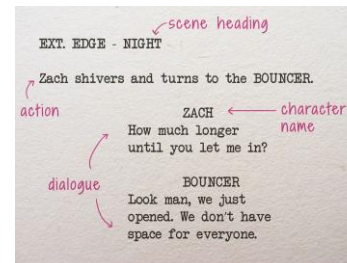 scene heading
EXT. EDGE - NIGHT
Zach shivers and turns to the BOUNCER.
action
ZACH
character
name
How much longer
until you let me in?
dialogue
BOUNCER
Look man, we just
opened. We don't have
space for everyone.